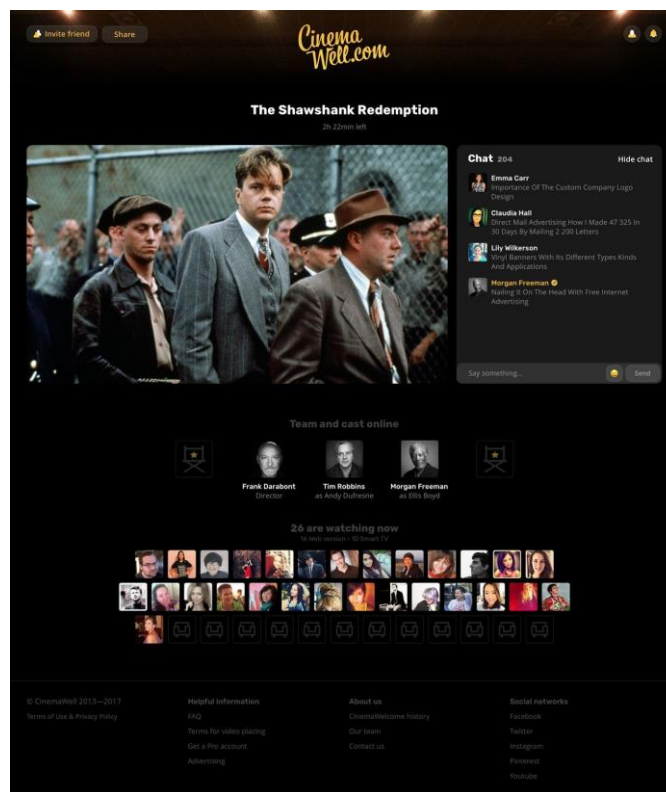 Invite friend
Share
Cinema
Well.com
The Shawshank Redemption
2h 22min left
Chat 204
Hide chat
Emma Carr
Importance Of The Custom Company Logo
Design
Claudia Hall
Direct Mail Advertising How I Made 47 325 In
30 Days By Mailing 2 200 Letters
Lily Wilkerson
Vinyl Banners With Its Different Types Kinds
And Applications
Morgan Freeman
Nailing It On The Head With Free Internet
Advertising
Say something...
Send
Team and cast online
Frank Darabont
Director
Tim Robbins
as Andy Dufresne
Morgan Freeman
as Ellis Boyd
26 are watching now
16 Web version • 10 Smart TV
© CinemaWell 2013—2017
Terms of Use & Privacy Policy
Helpful Information
FAQ
Terms for video placing
Get a Pro account
Advertising
About us
CinemaWelcome history
Our team
Contact us
Social networks
Facebook
Twitter
Instagram
Pinterest
Youtube